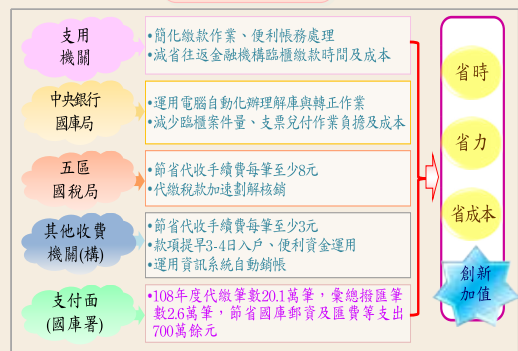 支用
機關
•簡化繳款作業、便利帳務處理
•減省往返金融機構臨櫃繳款時間及成本
中央銀行
國庫局
•運用電腦自動化辦理解庫與轉正作業
•減少臨櫃案件量、支票兌付作業負擔及成本
五區
國稅局
•節省代收手續費每筆至少8元
•代繳稅款加速劃解核銷
其他收費
機關(構)
•節省代收手續費每筆至少3元
•款項提早3-4日入戶、便利資金運用
•運用資訊系統自動銷帳
支付面
(國庫署)
•108年度代繳筆數20.1萬筆，彙總撥匯筆
數2.6萬筆，節省國庫郵資及匯費等支出
700萬餘元
省時
省力
省成本
創新
加值